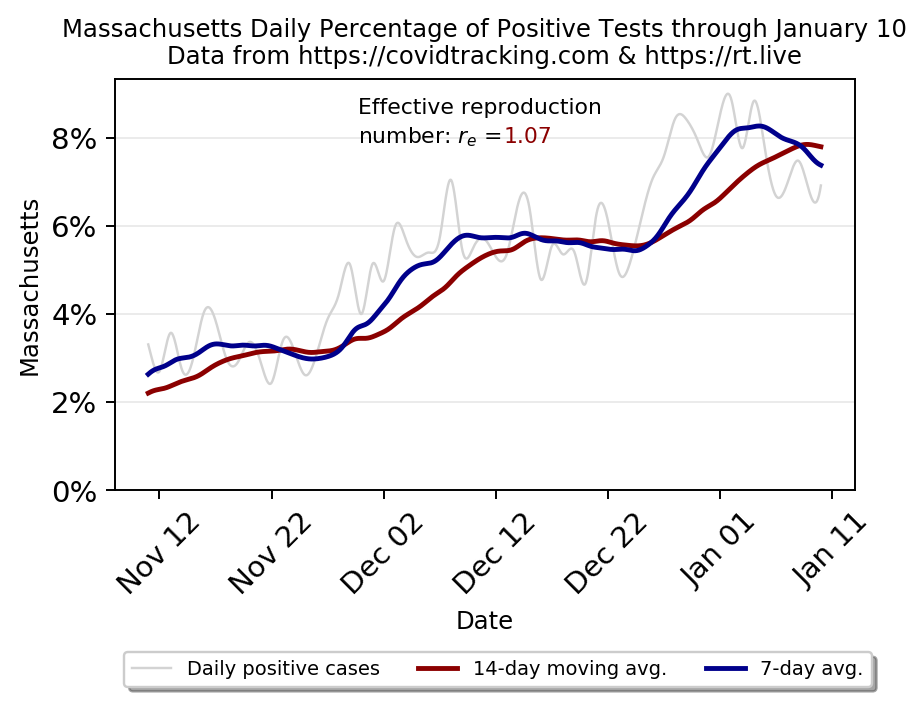 Massachusetts Daily Percentage of Positive Tests through January 10
Data from https://covidtracking.com & https://rt.live
Effective reproduction
number: rₑ =1.07
Massachusetts
8%
6%
4%
2%
0%
Nov 12
Nov 22
Dec 02
Dec 12
Dec 22
Jan 01
Jan 11
Date
Daily positive cases
14-day moving avg.
7-day avg.